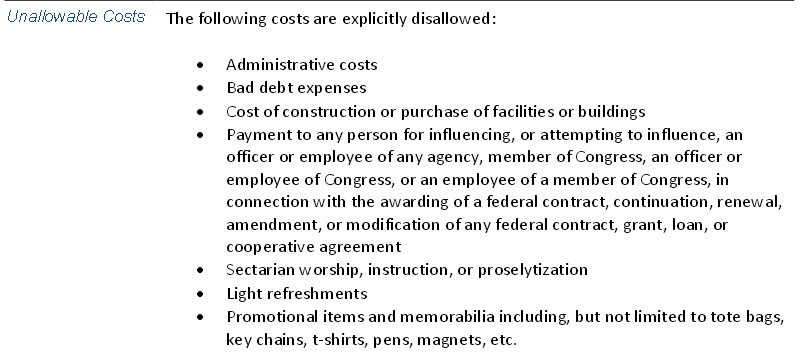 Unallowable Costs The following costs are explicitly disallowed:
• Administrative costs
• Bad debt expenses
• Cost of construction or purchase of facilities or buildings
• Payment to any person for influencing, or attempting to influence, an
officer or employee of any agency, member of Congress, an officer or
employee of Congress, or an employee of a member of Congress, in
connection with the awarding of a federal contract, continuation, renewal,
amendment, or modification of any federal contract, grant, loan, or
cooperative agreement
• Sectarian worship, instruction, or proselytization
• Light refreshments
• Promotional items and memorabilia including, but not limited to tote bags,
key chains, t-shirts, pens, magnets, etc.